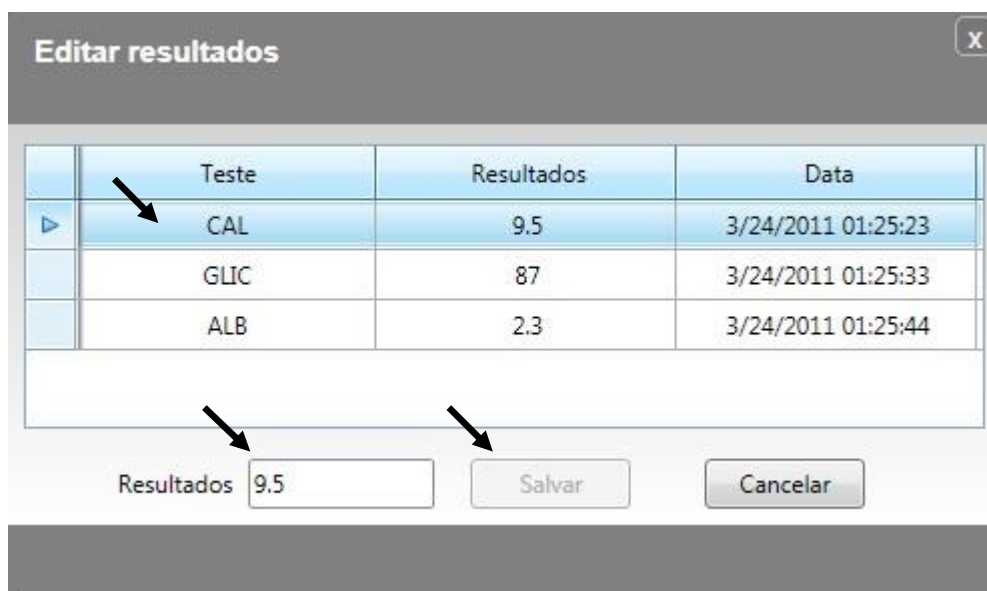 Editar resultados x
Teste Resultados Data
CAL 9.5 3/24/2011 01:25:23
GLIC 87 3/24/2011 01:25:33
ALB 2.3 3/24/2011 01:25:44
Resultados 9.5 Salvar Cancelar